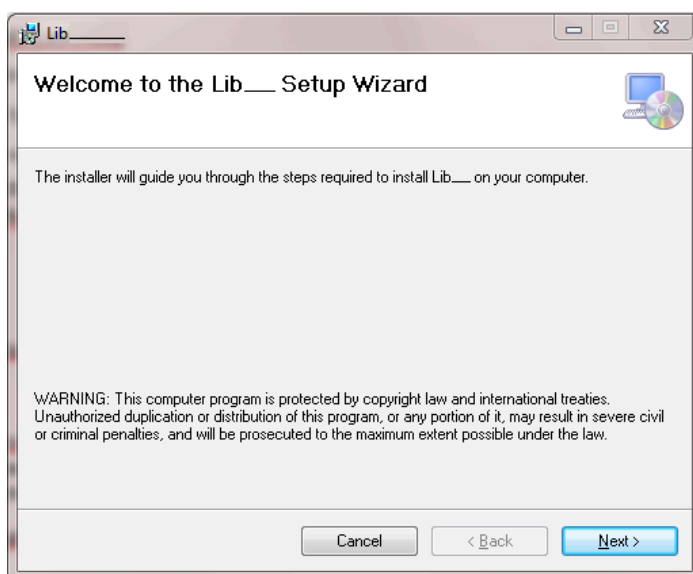 Lib______
Welcome to the Lib___ Setup Wizard
The installer will guide you through the steps required to install Lib___ on your computer.
WARNING: This computer program is protected by copyright law and international treaties.
Unauthorized duplication or distribution of this program, or any portion of it, may result in severe civil
or criminal penalties, and will be prosecuted to the maximum extent possible under the law.
Cancel < Back Next >